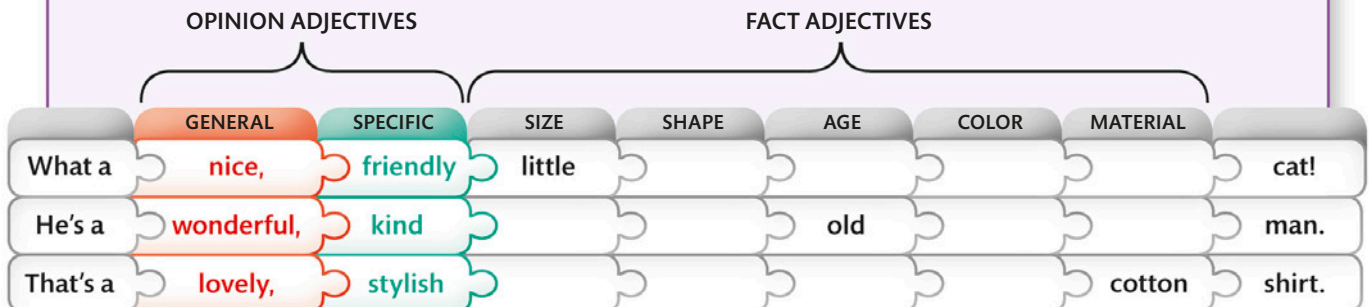 OPINION ADJECTIVES FACT ADJECTIVES
GENERAL SPECIFIC SIZE SHAPE AGE COLOR MATERIAL
What a nice, friendly little cat!
He's a wonderful, kind old man.
That's a lovely, stylish cotton shirt.